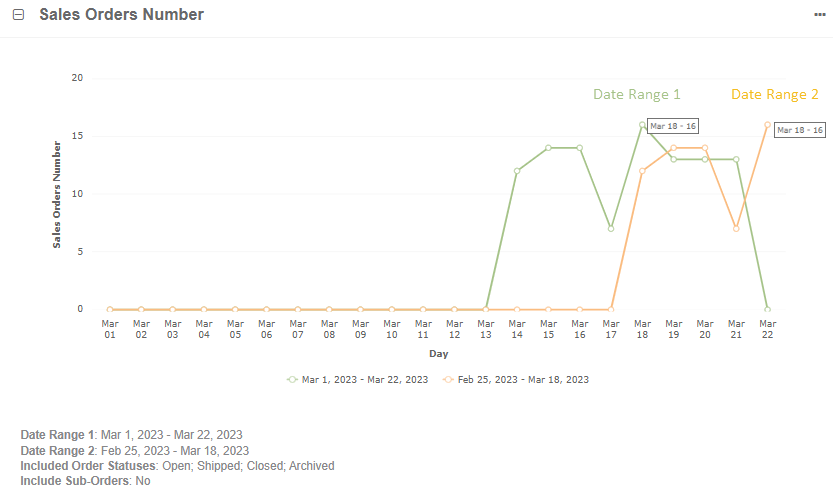 Sales Orders Number
20
Date Range 1
Date Range 2
Mar 18 - 16
Mar 18 - 16
15
Sales Orders Number
10
5
0
Mar 01 Mar 02 Mar 03 Mar 04 Mar 05 Mar 06 Mar 07 Mar 08 Mar 09 Mar 10 Mar 11 Mar 12 Mar 13 Mar 14 Mar 15 Mar 16 Mar 17 Mar 18 Mar 19 Mar 20 Mar 21 Mar 22
Day
Mar 1, 2023 - Mar 22, 2023
Feb 25, 2023 - Mar 18, 2023
Date Range 1: Mar 1, 2023 - Mar 22, 2023
Date Range 2: Feb 25, 2023 - Mar 18, 2023
Included Order Statuses: Open; Shipped; Closed; Archived
Include Sub-Orders: No